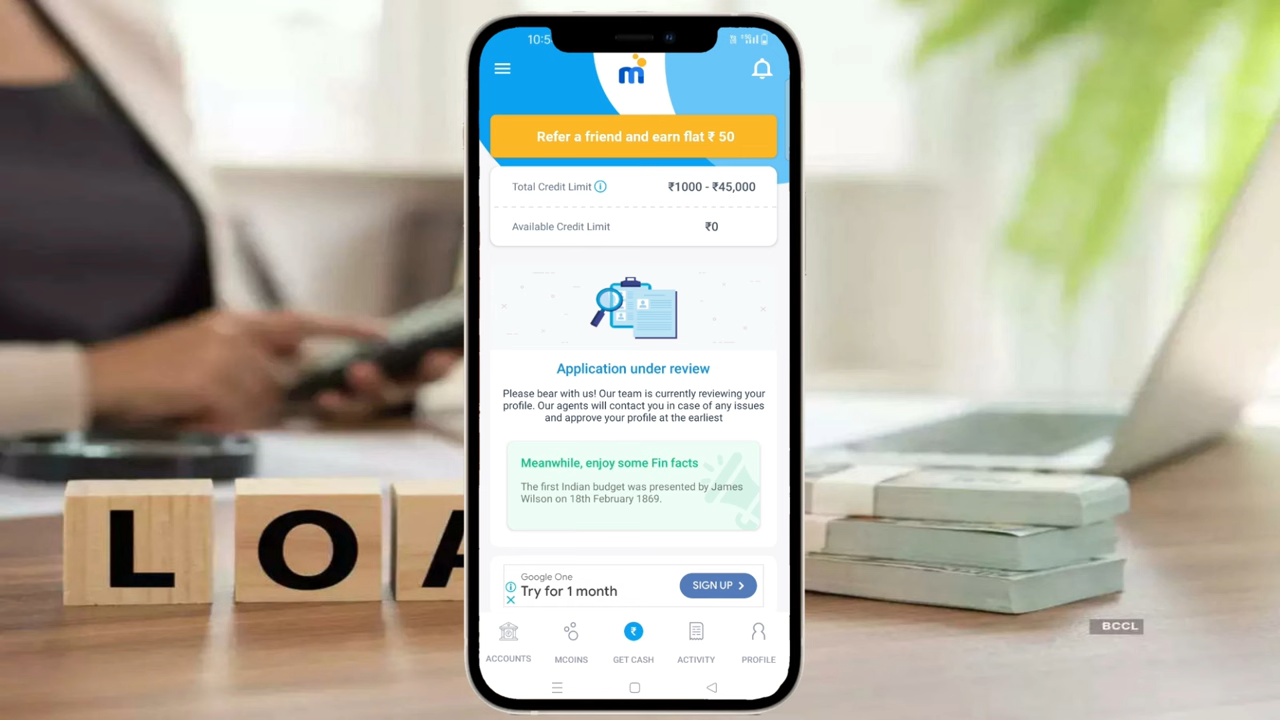 10:5
m
Refer a friend and earn flat ₹ 50
Total Credit Limit
₹1000 - ₹45,000
Available Credit Limit
₹0
Application under review
Please bear with us! Our team is currently reviewing your
profile. Our agents will contact you in case of any issues
and approve your profile at the earliest
Meanwhile, enjoy some Fin facts
The first Indian budget was presented by James
Wilson on 18th February 1869.
Google One
Try for 1 month
SIGN UP
ACCOUNTS
MCOINS
GET CASH
ACTIVITY
PROFILE
LOA
BCCL